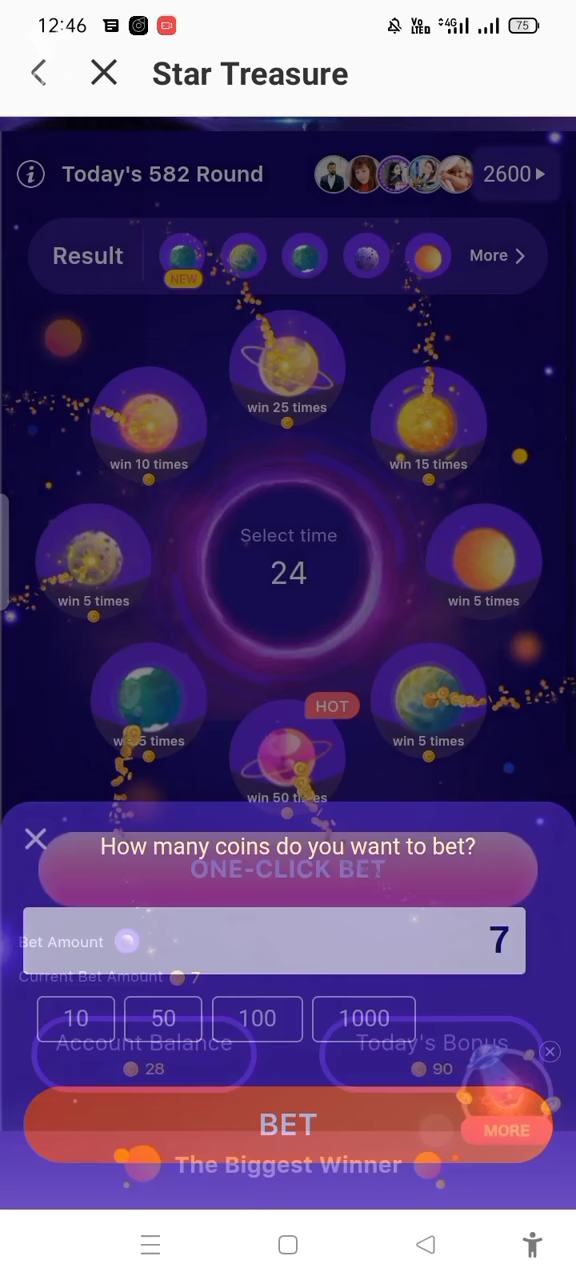 12:46
Vo LTED 4G 75
Star Treasure
Today's 582 Round 2600
Result More
NEW
win 25 times
win 10 times
win 15 times
Select time
24
win 5 times
win 5 times
HOT
win 5 times
win 5 times
win 50 times
How many coins do you want to bet?
ONE-CLICK BET
Bet Amount 7
Current Bet Amount 7
10 50 100 1000
Account Balance Today's Bonus
28 90
BET
MORE
The Biggest Winner